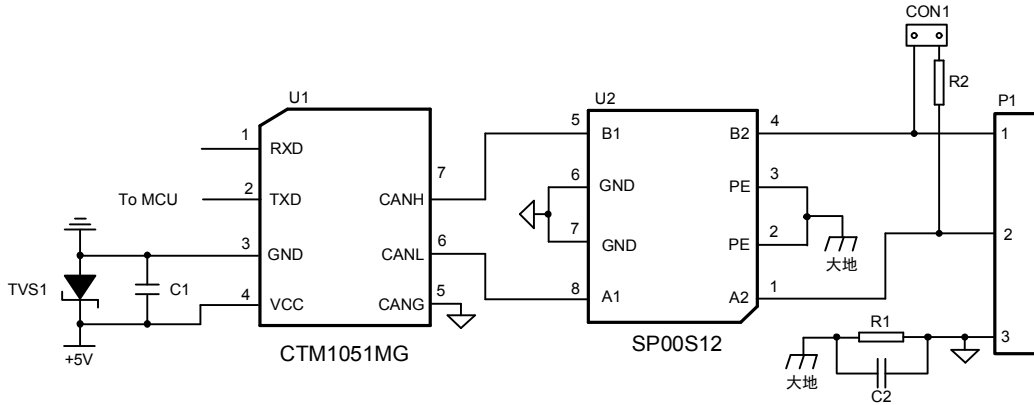 CON1
R2
P1
U1
U2
1
RXD
5
B1
B2
4
1
7
6
GND
PE
3
To MCU
2
TXD
CANH
6
7
GND
PE
2
2
3
GND
CANL
大地
TVS1
C1
5
8
A1
A2
1
4
VCC
CANG
R1
3
+5V
CTM1051MG
SP00S12
大地
C2